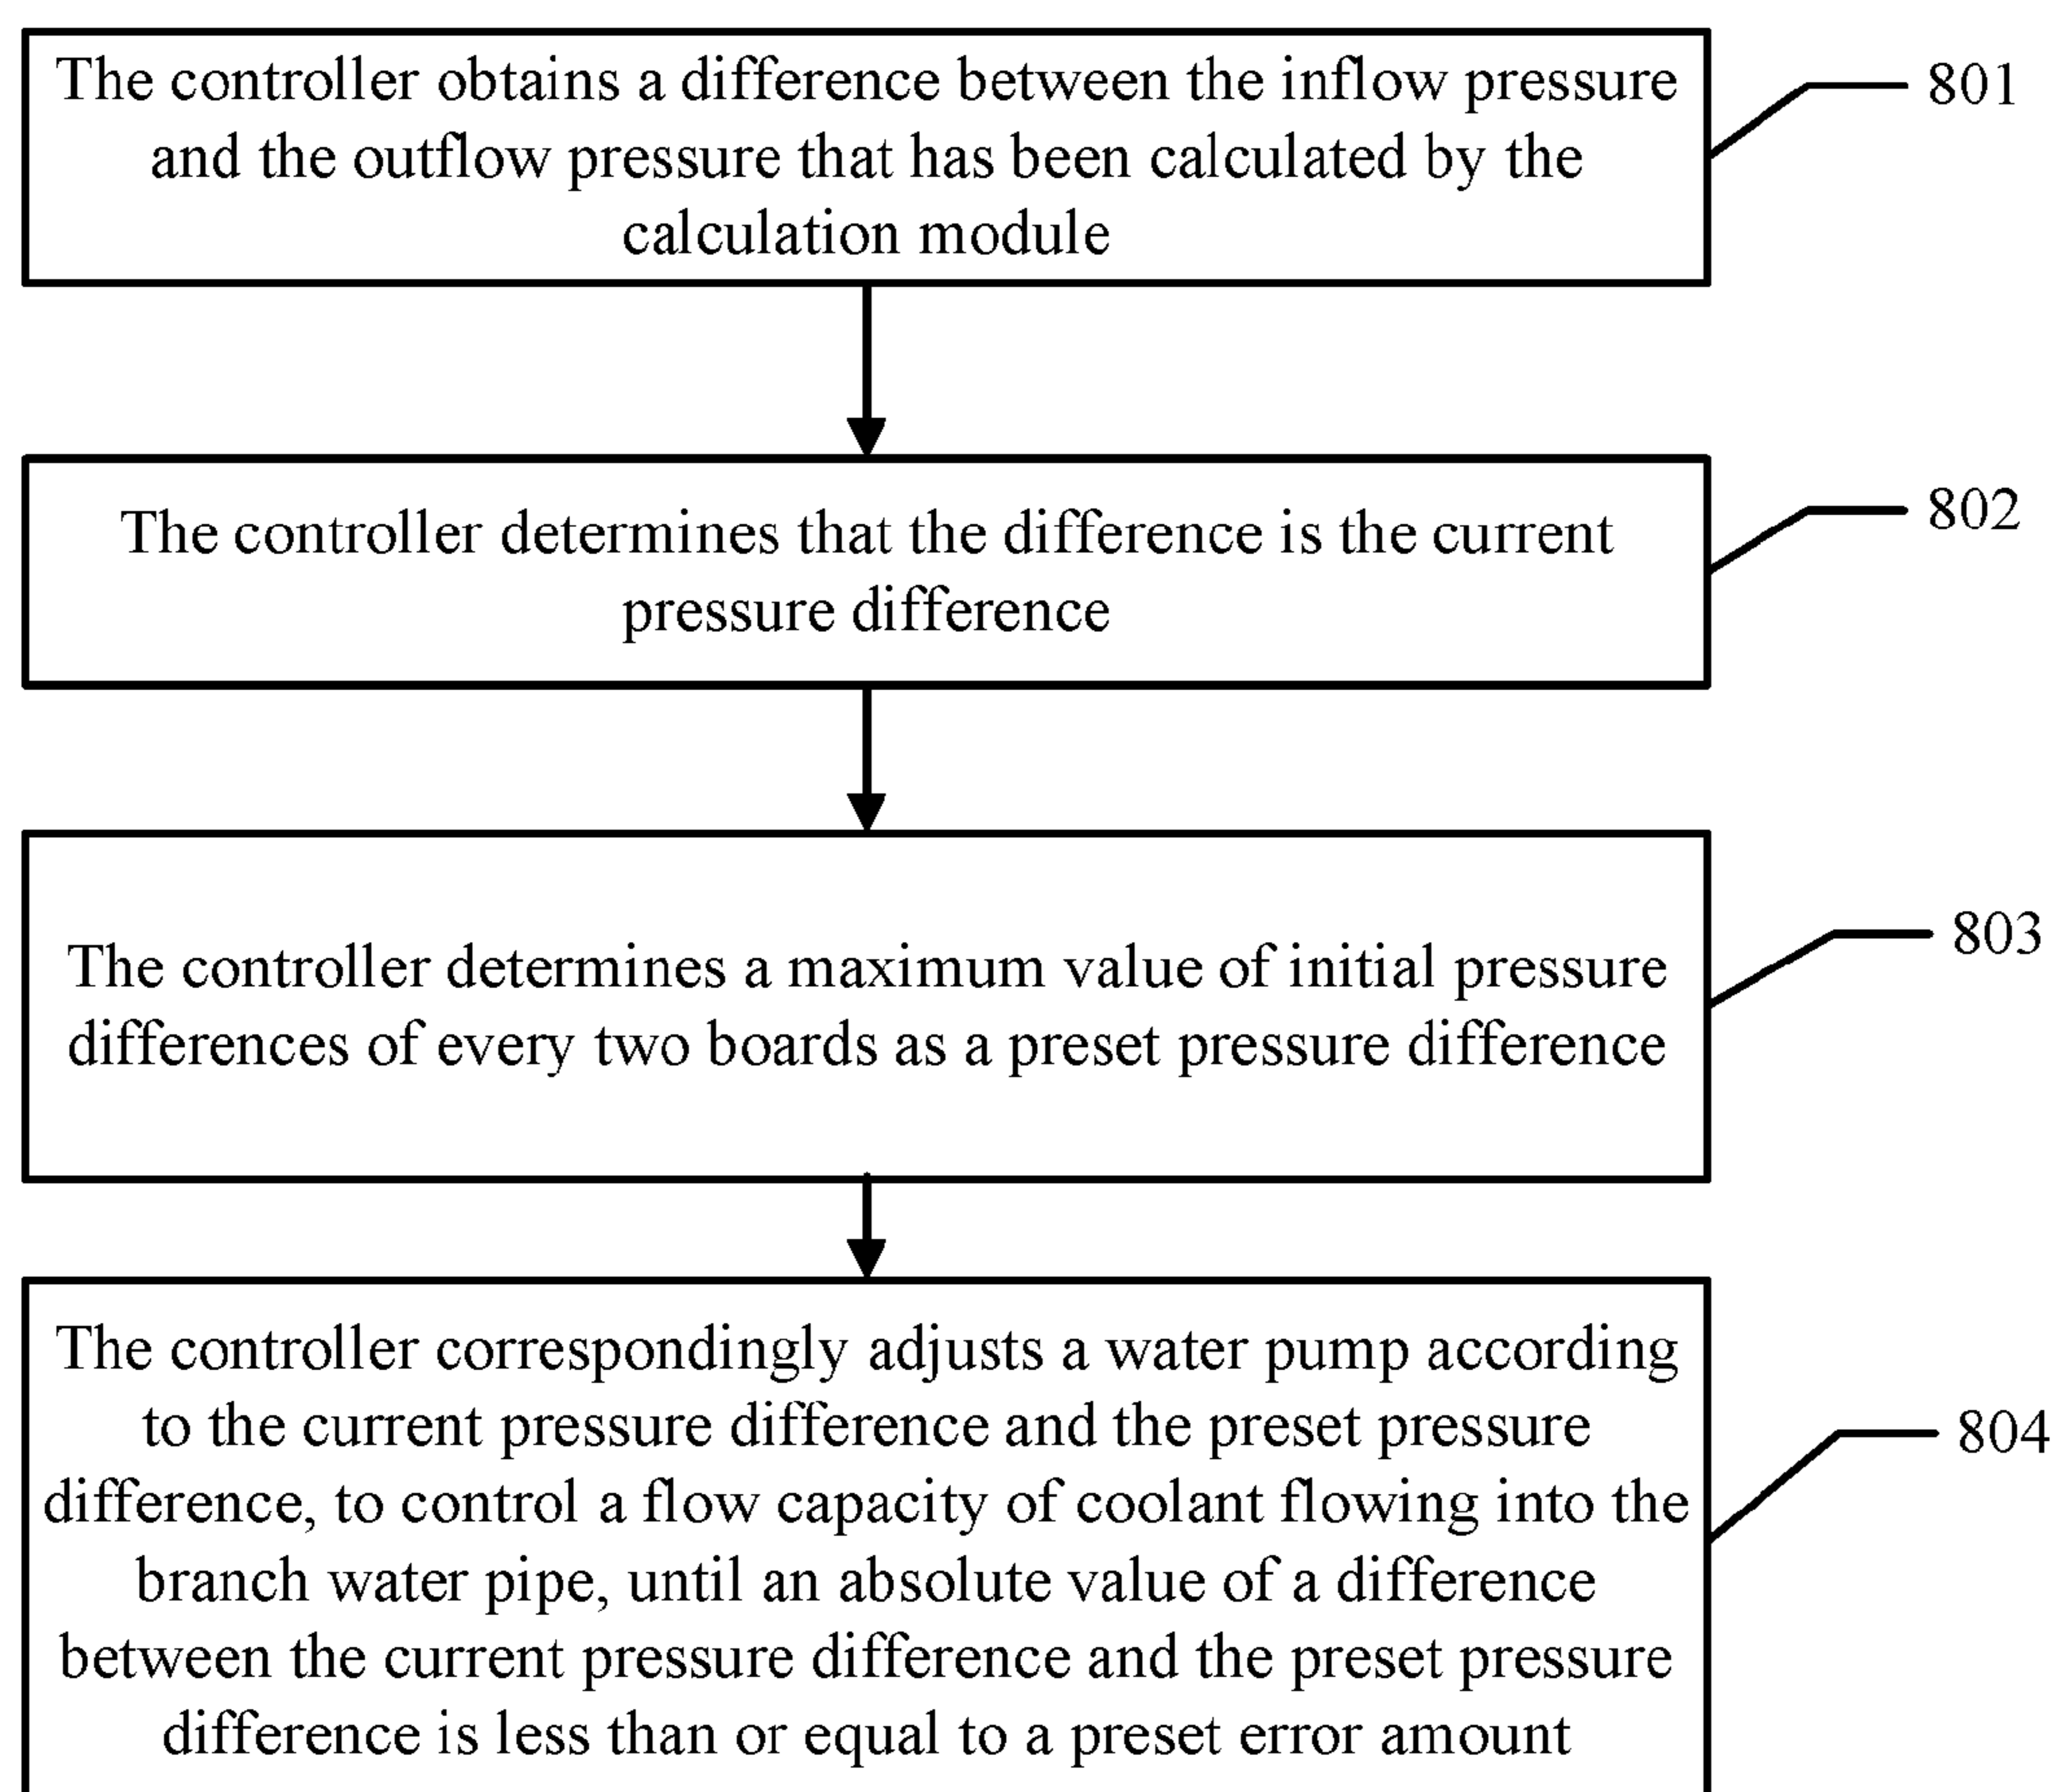 The controller obtains a difference between the inflow pressure
and the outflow pressure that has been calculated by the
calculation module
801
The controller determines that the difference is the current
pressure difference
802
The controller determines a maximum value of initial pressure
differences of every two boards as a preset pressure difference
803
The controller correspondingly adjusts a water pump according
to the current pressure difference and the preset pressure
difference, to control a flow capacity of coolant flowing into the
branch water pipe, until an absolute value of a difference
between the current pressure difference and the preset pressure
difference is less than or equal to a preset error amount
804